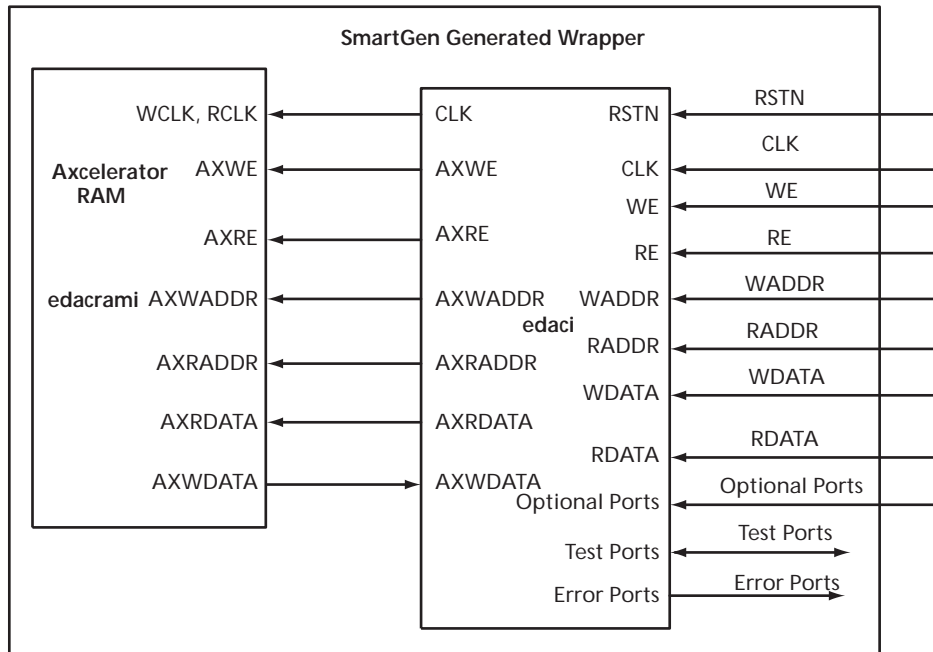 SmartGen Generated Wrapper
WCLK, RCLK
Axcelerator
RAM
AXWE
AXRE
edacrami
AXWADDR
AXRADDR
AXRDATA
AXWDATA
CLK
AXWE
AXRE
AXWADDR
AXRADDR
AXRDATA
AXWDATA
edaci
RSTN
CLK
WE
RE
WADDR
RADDR
WDATA
RDATA
Optional Ports
Test Ports
Error Ports
RSTN
CLK
WE
RE
WADDR
RADDR
WDATA
RDATA
Optional Ports
Test Ports
Error Ports